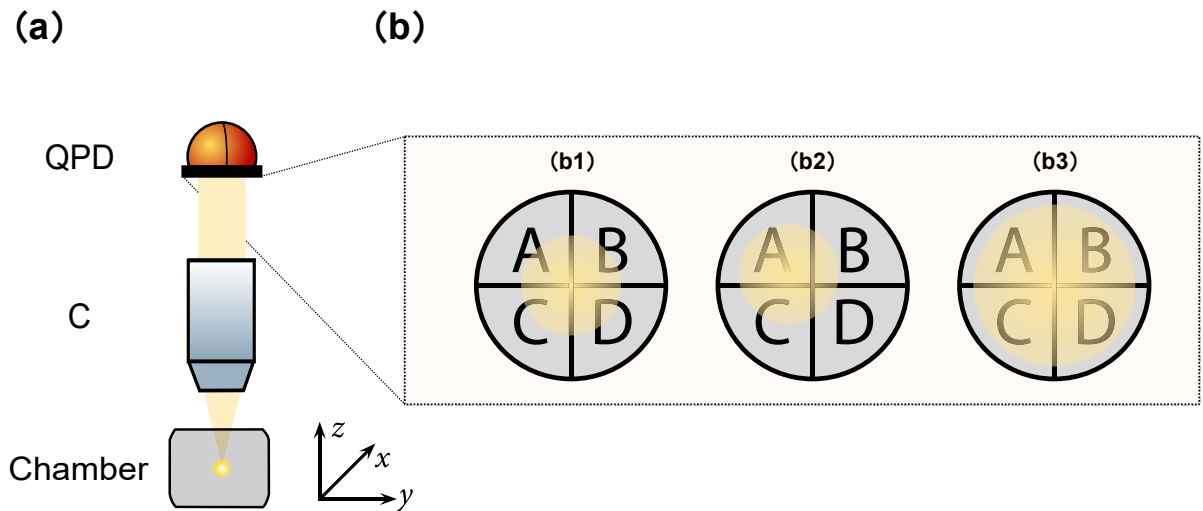 (a)
(b)
QPD
C
Chamber
z
x
y
(b1)
(b2)
(b3)
A B
C D
A B
C D
A B
C D